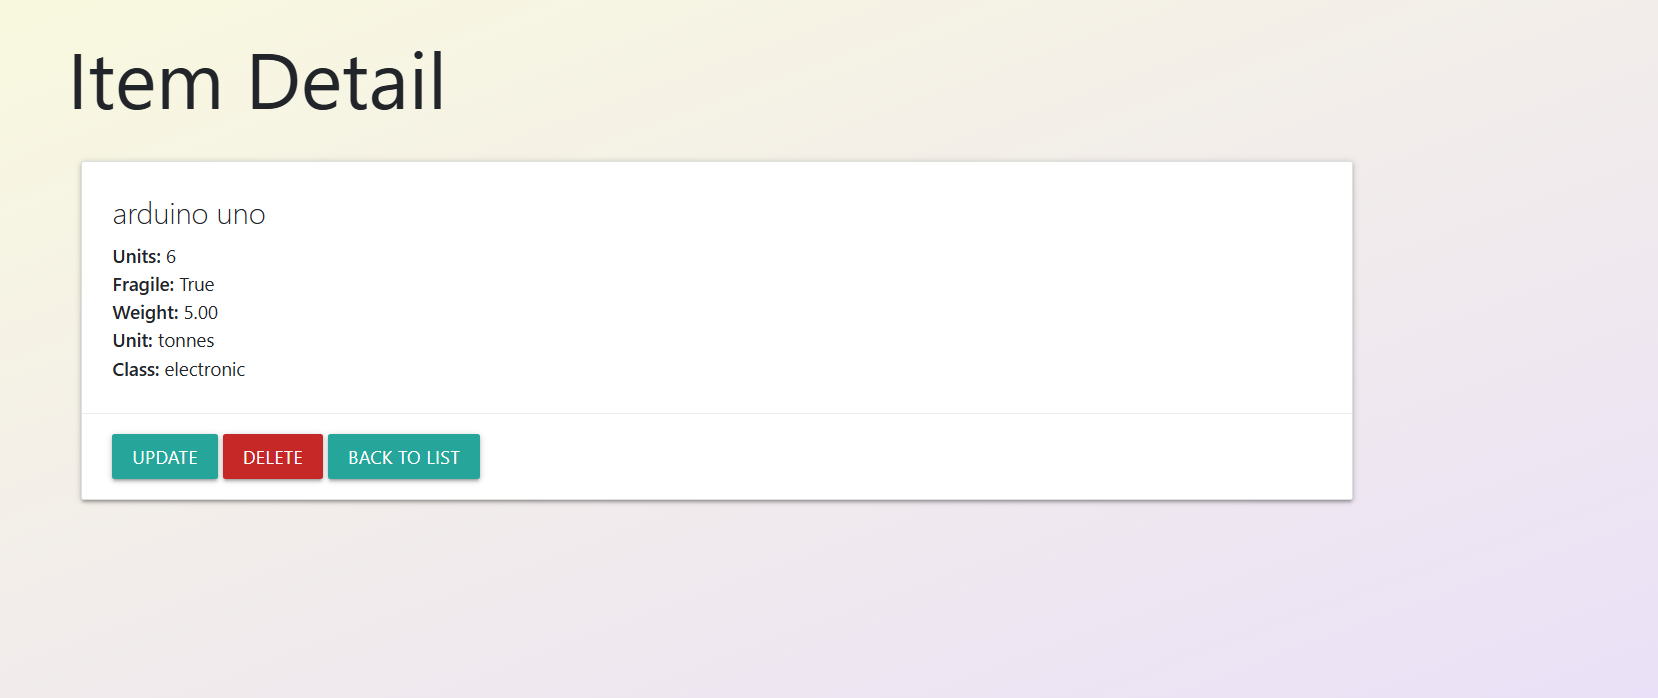 Item Detail
arduino uno
Units: 6
Fragile: True
Weight: 5.00
Unit: tonnes
Class: electronic
UPDATE DELETE BACK TO LIST